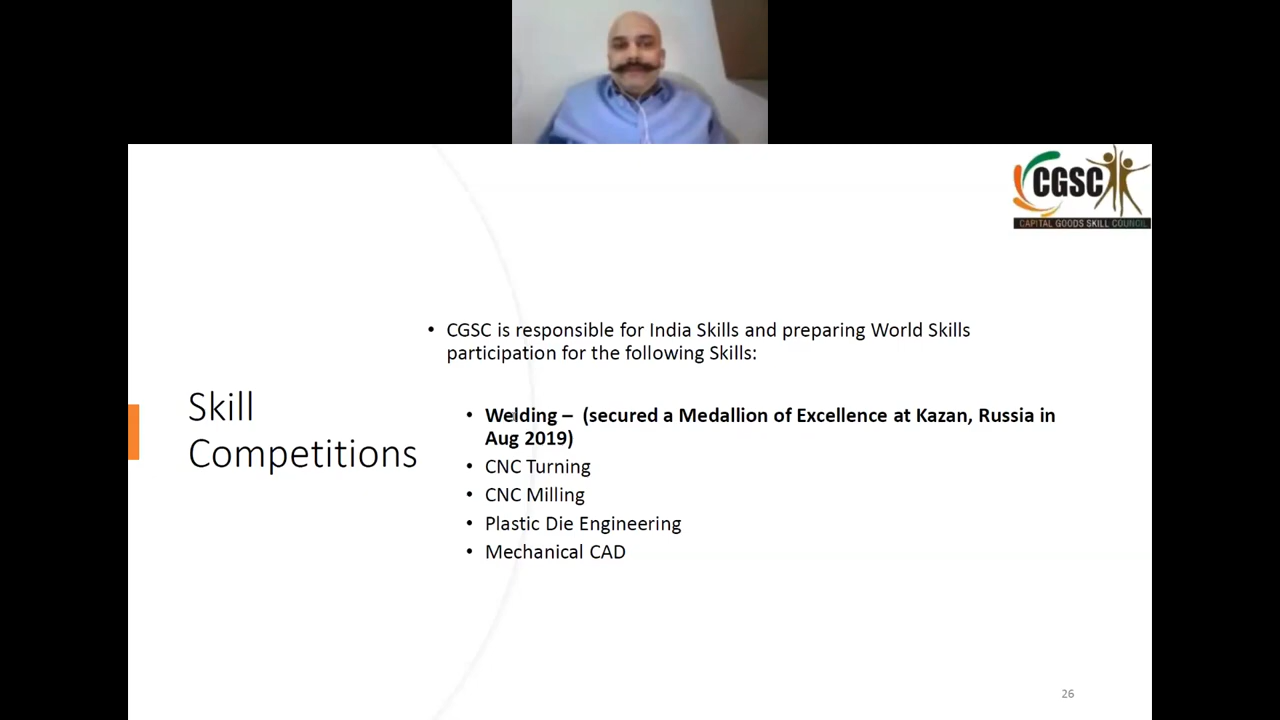 CGSC
CAPITAL GOODS SKILL COUNCIL
• CGSC is responsible for India Skills and preparing World Skills
participation for the following Skills:
Skill
Competitions
• Welding – (secured a Medallion of Excellence at Kazan, Russia in
Aug 2019)
• CNC Turning
• CNC Milling
• Plastic Die Engineering
• Mechanical CAD
26